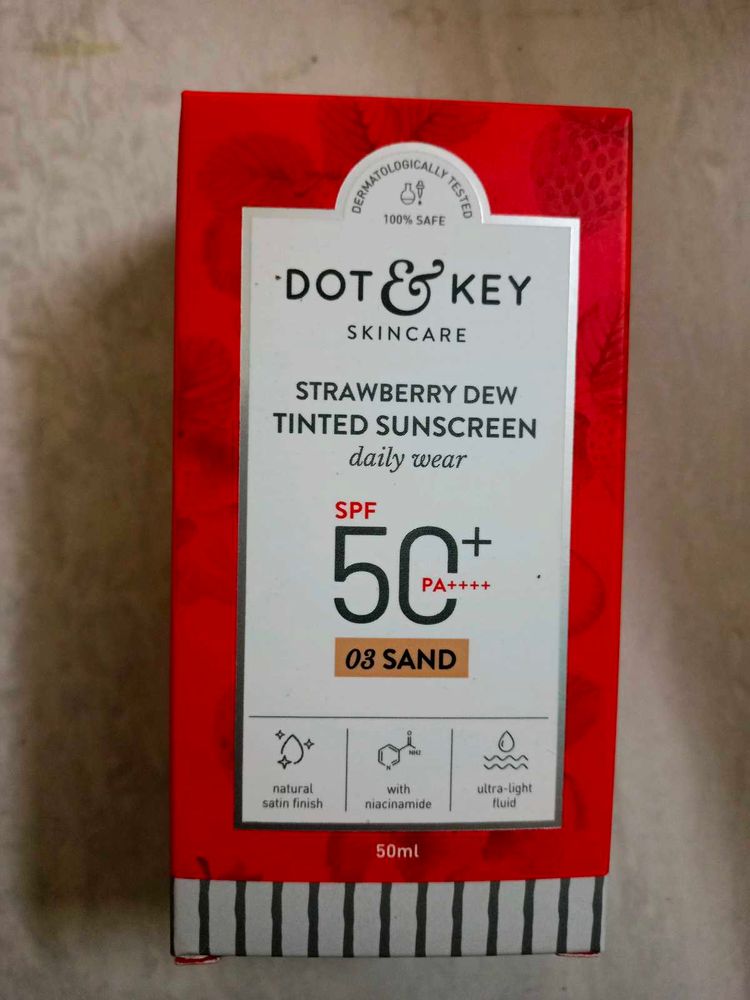 DERMATOLOGICALLY TESTED
100% SAFE
DOT & KEY
SKINCARE
STRAWBERRY DEW
TINTED SUNSCREEN
daily wear
SPF
50+
PA++++
03 SAND
O
NH2
N
natural
satin finish
with
niacinamide
ultra-light
fluid
50ml